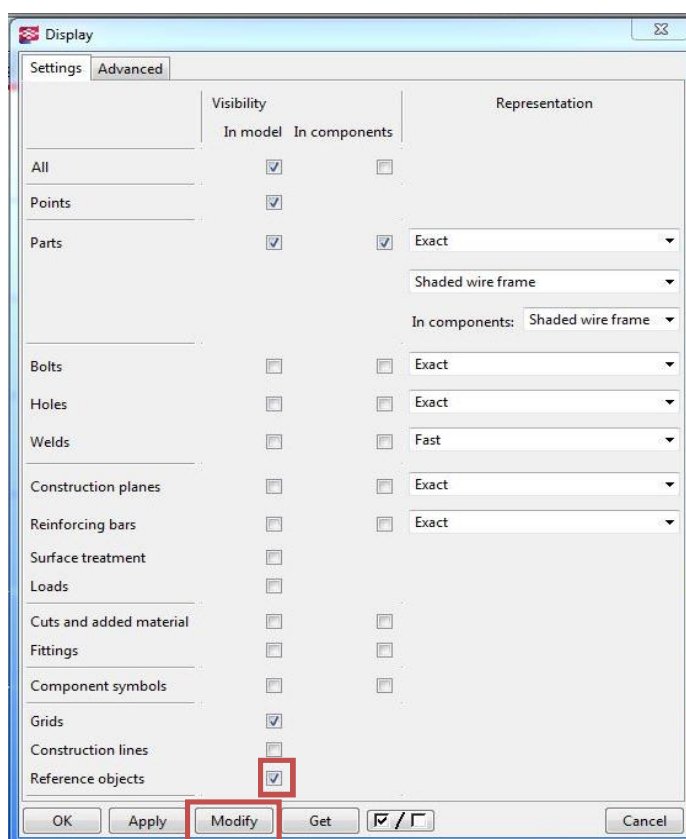 Display
Settings Advanced
Visibility Representation
In model In components
All
Points
Parts Exact
Shaded wire frame
In components: Shaded wire frame
Bolts Exact
Holes Exact
Welds Fast
Construction planes Exact
Reinforcing bars Exact
Surface treatment
Loads
Cuts and added material
Fittings
Component symbols
Grids
Construction lines
Reference objects
OK Apply Modify Get / Cancel